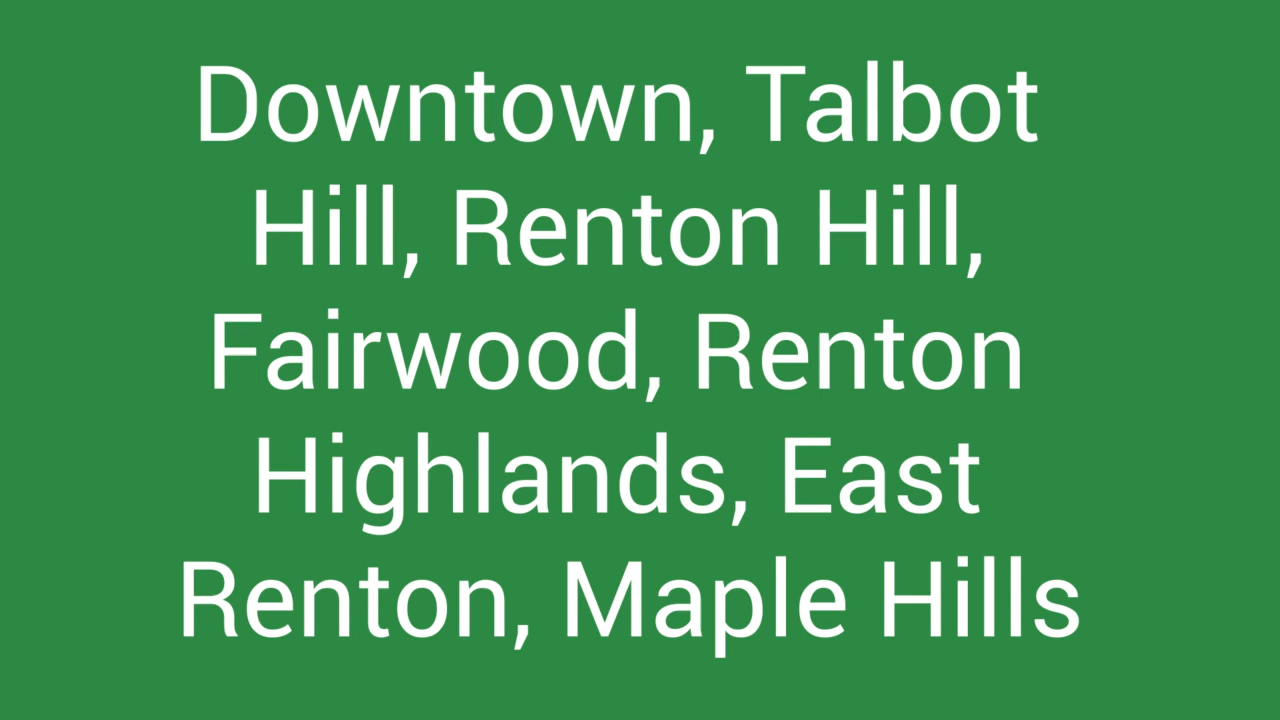 Downtown, Talbot
Hill, Renton Hill,
Fairwood, Renton
Highlands, East
Renton, Maple Hills